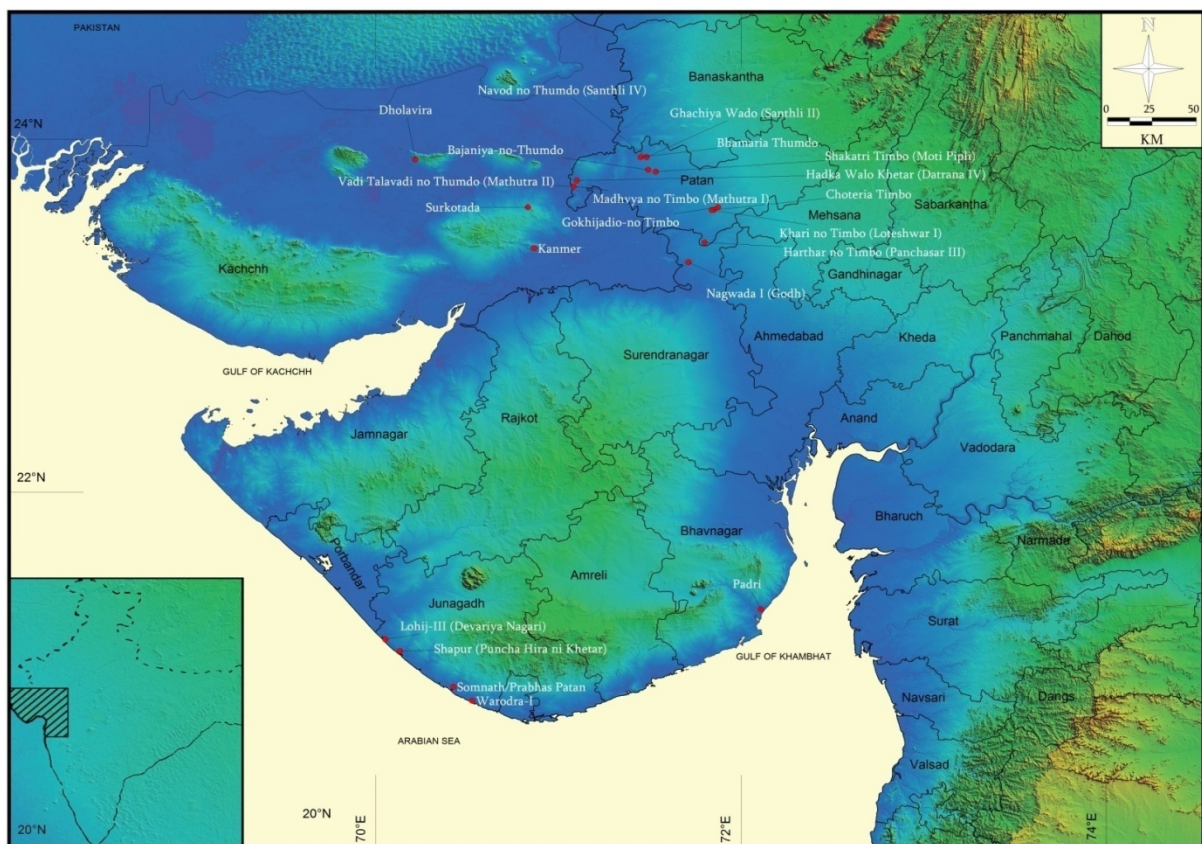 PAKISTAN
N
Banaskantha
Navod no Thumdo (Santhli IV)
0 25 50
KM
Dholavira
Ghachiya Wado (Santhli II)
24°N
Bhamaria Thumdo
Bajaniya-no-Thumdo
Shakatri Timbo (Moti Pipli)
Vadi Talavadi no Thumdo (Mathutra II)
Patan
Hadka Walo Khetar (Datrana IV)
Madhvya no Timbo (Mathutra I)
Choteria Timbo
Sabarkantha
Surkotada
Mehsana
Gokhijadio-no Timbo
Khari no Timbo (Loteshwar I)
Kanmer
Harthar no Timbo (Panchasar III)
Kachchh
Gandhinagar
Nagwada I (Godh)
Ahmedabad
Kheda
Panchmahal
Dahod
Surendranagar
GULF OF KACHCHH
Rajkot
Anand
Jamnagar
Vadodara
22°N
Bharuch
Bhavnagar
Narmada
Porbandar
Amreli
Padri
Junagadh
Surat
Lohij-III (Devariya Nagari)
Shapur (Puncha Hira ni Khetar)
GULF OF KHAMBHAT
Somnath/Prabhas Patan
Navsari
Dangs
Warodra-I
ARABIAN SEA
Valsad
20°N
20°N
70°E
72°E
74°E